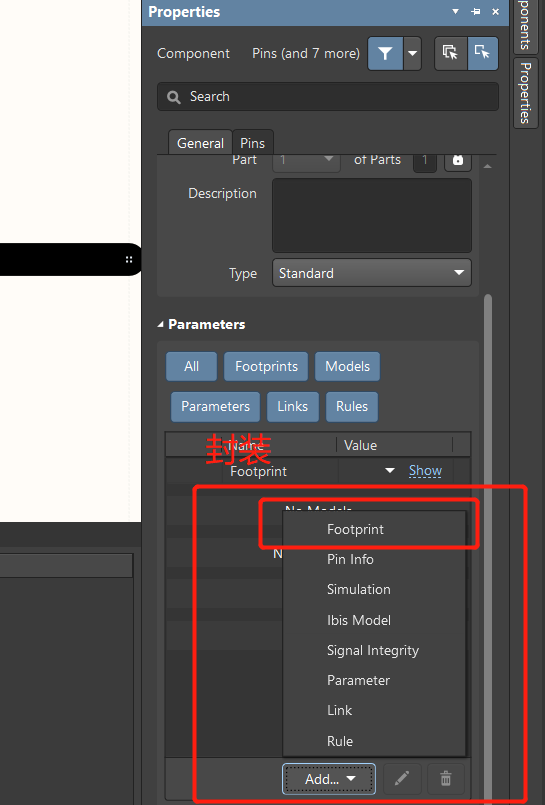 Properties
Component Pins (and 7 more)
Search
General Pins
Part 1 of Parts 1
Description
Type Standard
Parameters
All Footprints Models
Parameters Links Rules
Name Value
封装
Footprint Show
No Models
N
Footprint
Pin Info
Simulation
Ibis Model
Signal Integrity
Parameter
Link
Rule
Add...
ponents
Properties